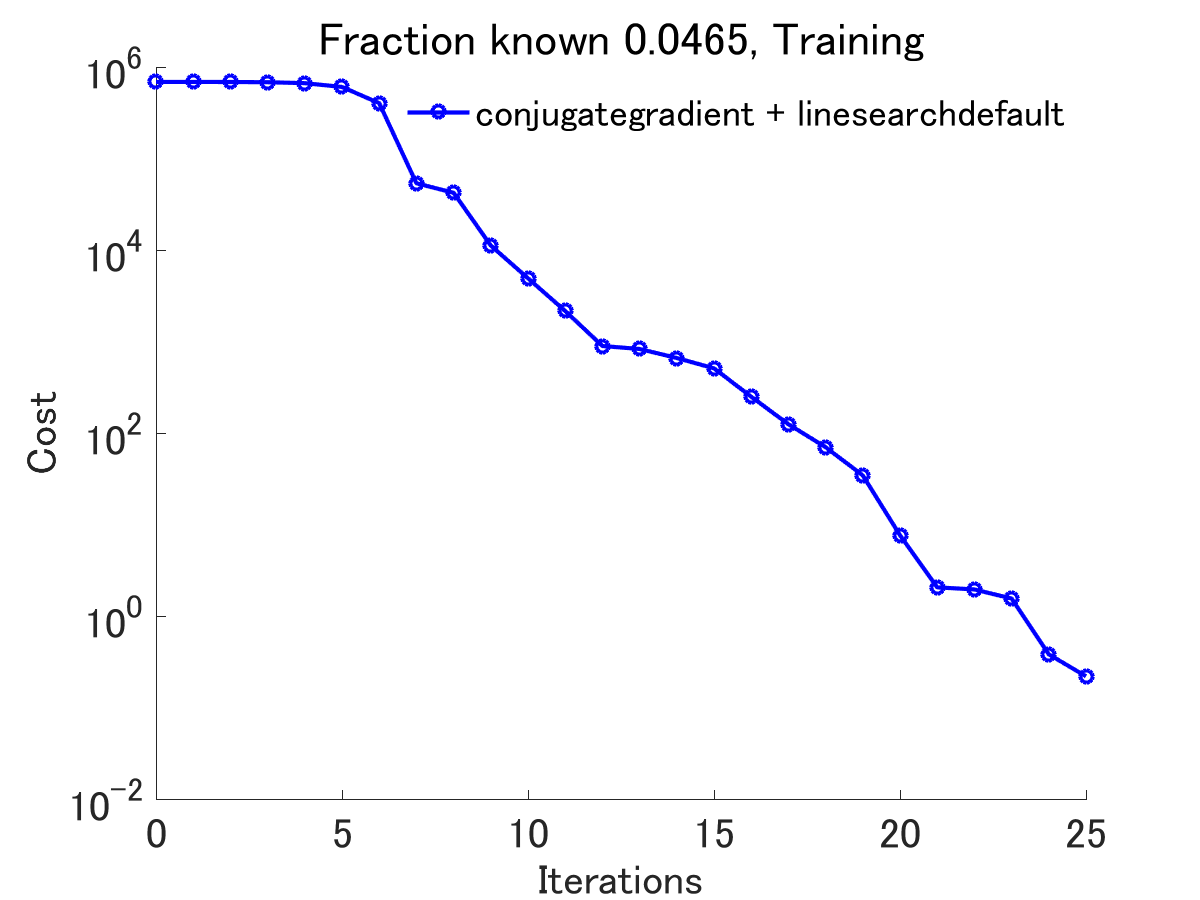 Fraction known 0.0465, Training
conjugategradient + linesearchdefault
10^6
10^4
10^2
10^0
10^-2
Cost
0 5 10 15 20 25
Iterations